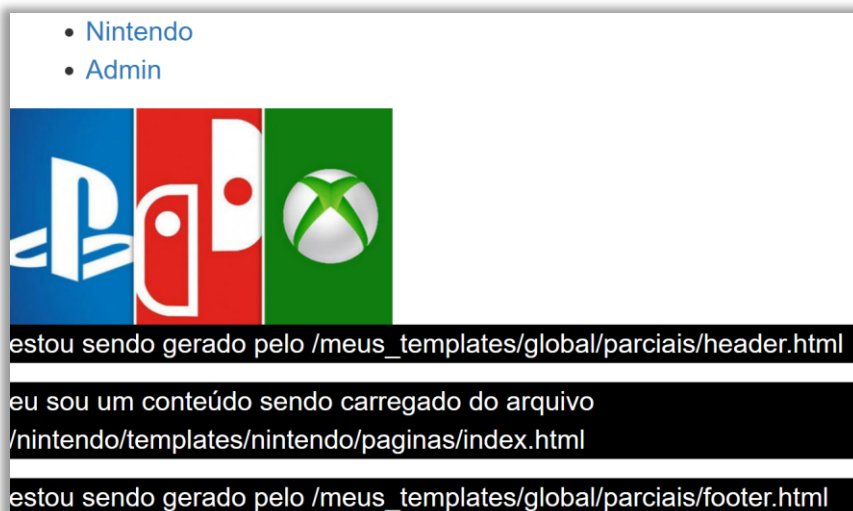 Nintendo
Admin
estou sendo gerado pelo /meus_templates/global/parciais/header.html
eu sou um conteúdo sendo carregado do arquivo
/nintendo/templates/nintendo/paginas/index.html
estou sendo gerado pelo /meus_templates/global/parciais/footer.html